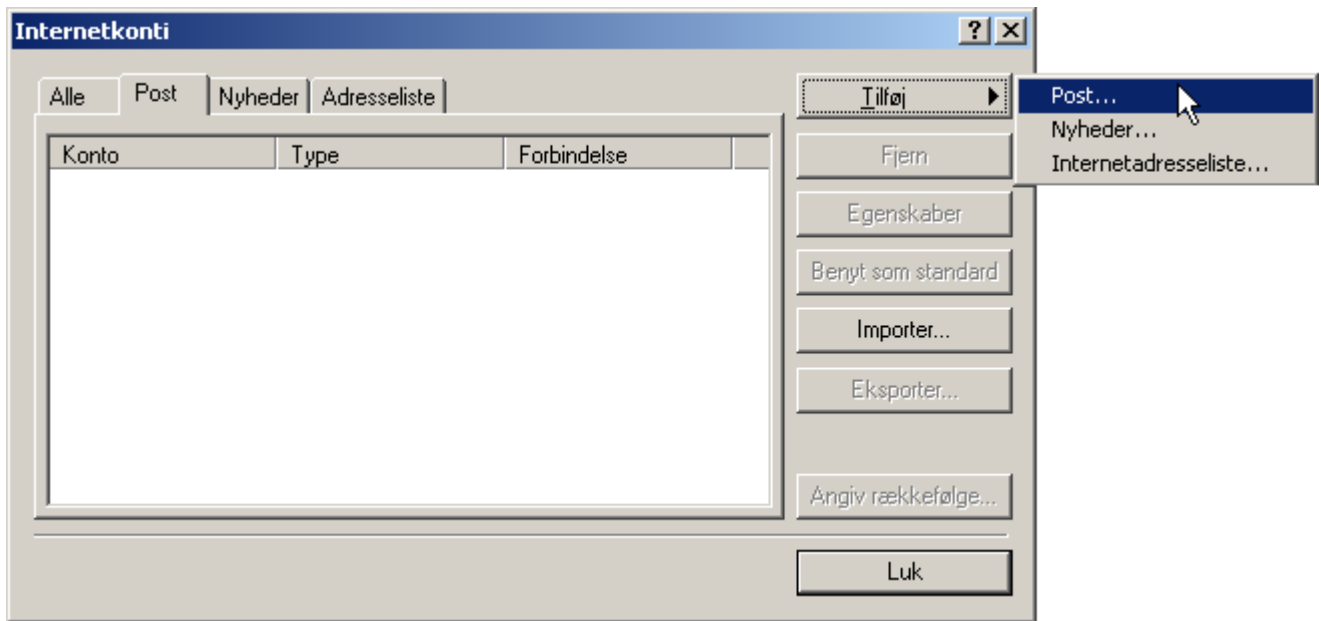 Internetkonti
Alle Post Nyheder Adresseliste
Konto Type Forbindelse
Tilføj
Fjern
Egenskaber
Benyt som standard
Importer...
Eksporter...
Angiv rækkefølge...
Luk
Post...
Nyheder...
Internetadresseliste...